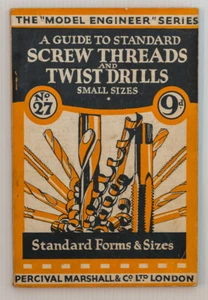 THE "MODEL ENGINEER" SERIES
A GUIDE TO STANDARD
SCREW THREADS
AND
TWIST DRILLS
SMALL SIZES
No 27
9d
Standard Forms & Sizes
PERCIVAL MARSHALL & Co LTD LONDON